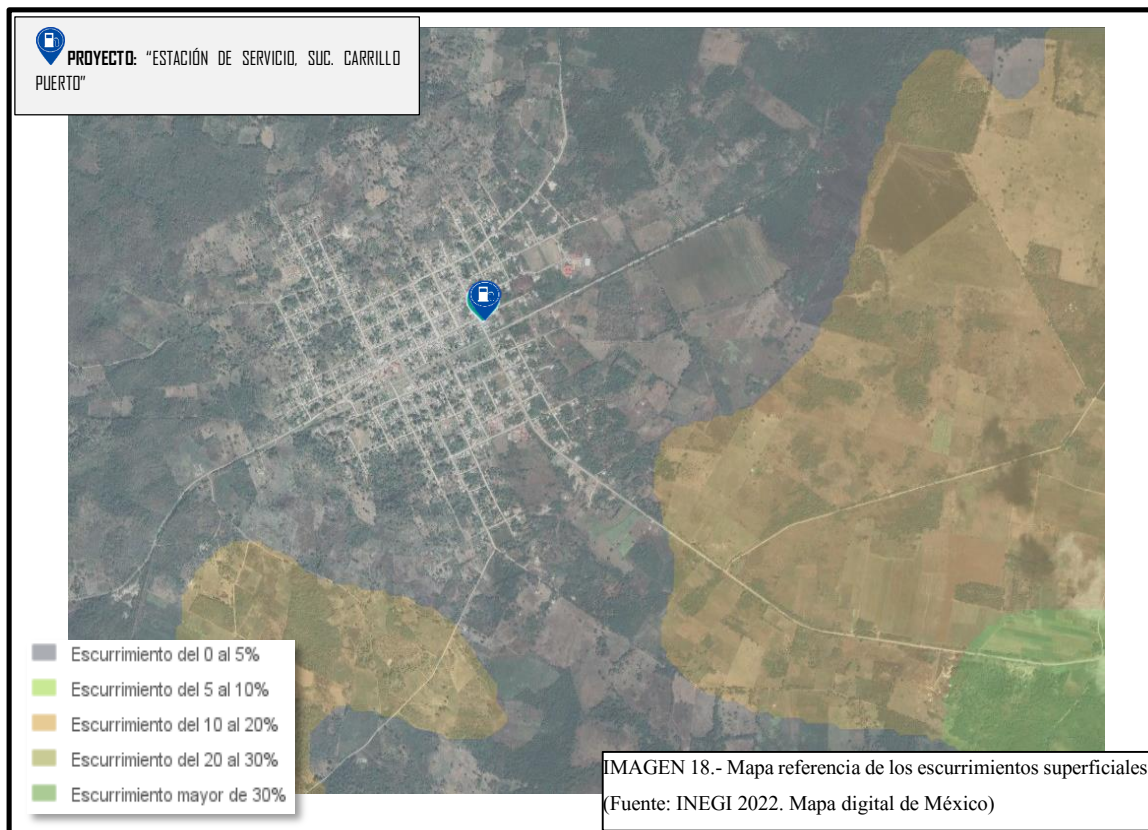 PROYECTO: “ESTACIÓN DE SERVICIO, SUC. CARRILLO
PUERTO”
Escurrimiento del 0 al 5%
Escurrimiento del 5 al 10%
Escurrimiento del 10 al 20%
Escurrimiento del 20 al 30%
Escurrimiento mayor de 30%
IMAGEN 18.- Mapa referencia de los escurrimientos superficiales
(Fuente: INEGI 2022. Mapa digital de México)